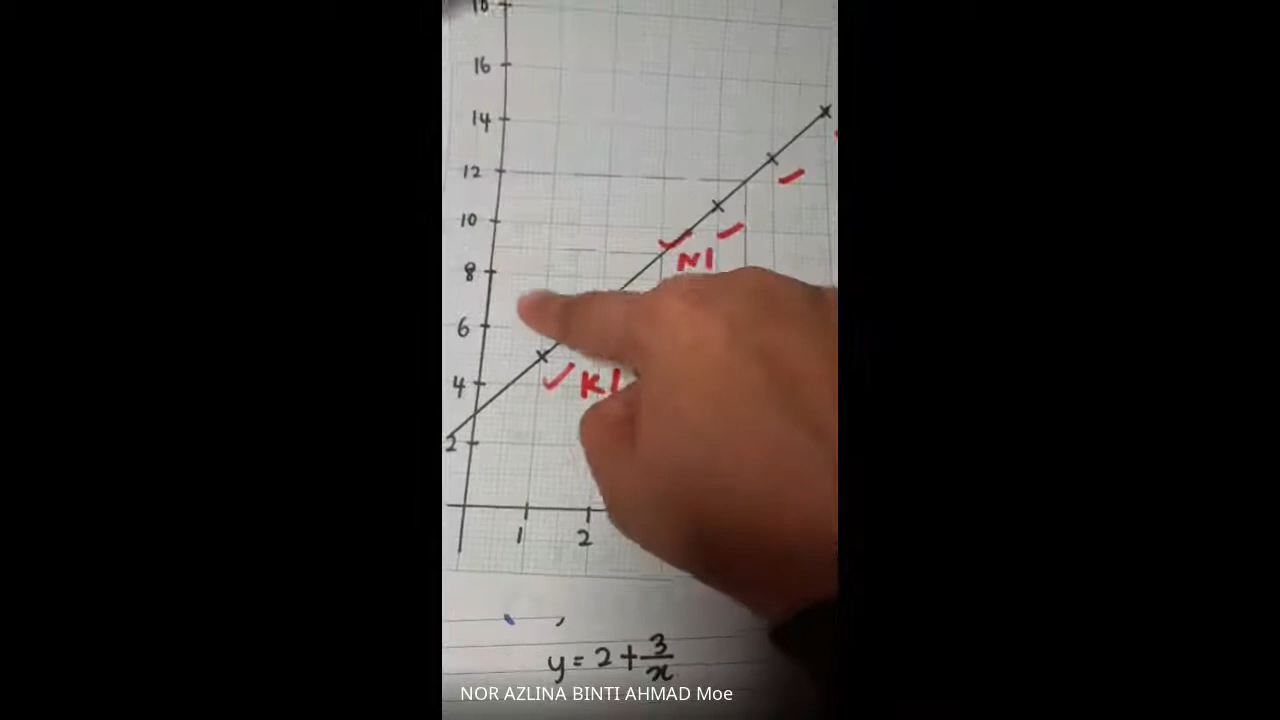 18
16
14
12
10
8
6
4
2
1 2
N1
K1
y = 2 + 3/x
NOR AZLINA BINTI AHMAD Moe